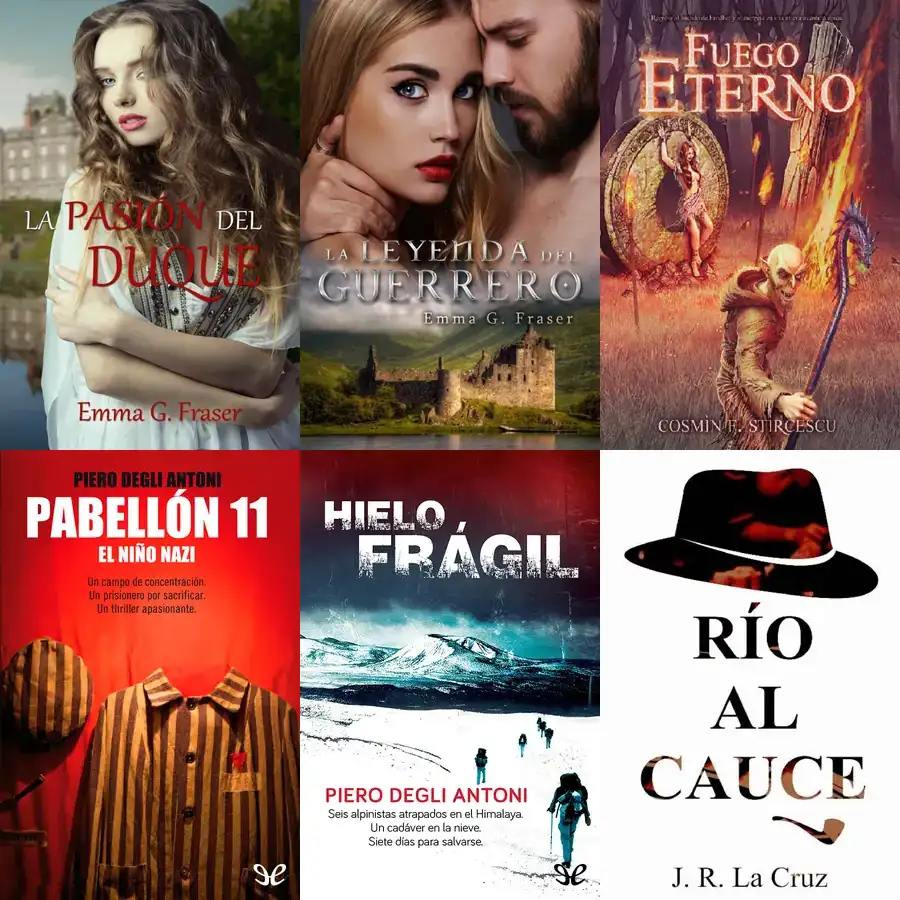 LA PASIÓN DEL
DUQUE
Emma G. Fraser
LA LEYENDA DEL
GUERRERO
Emma G. Fraser
FUEGO
ETERNO
COSMIN F. STIRCESCU
PIERO DEGLI ANTONI
PABELLÓN 11
EL NIÑO NAZI
Un campo de concentración.
Un prisionero por sacrificar.
Un thriller apasionante.
HIELO
FRÁGIL
PIERO DEGLI ANTONI
Seis alpinistas atrapados en el Himalaya.
Un cadáver en la nieve.
Siete días para salvarse.
RÍO
AL
CAUCE
J. R. La Cruz